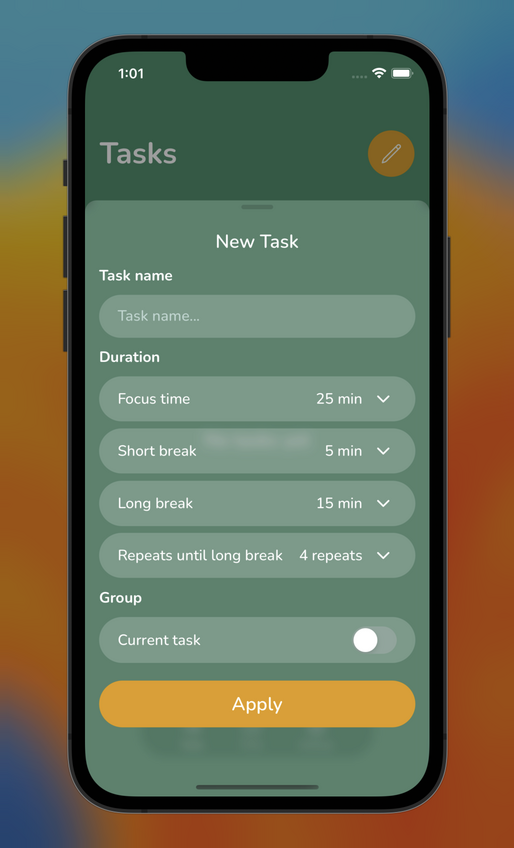 1:01
Tasks
New Task
Task name
Task name...
Duration
Focus time 25 min
Short break 5 min
Long break 15 min
Repeats until long break 4 repeats
Group
Current task
Apply